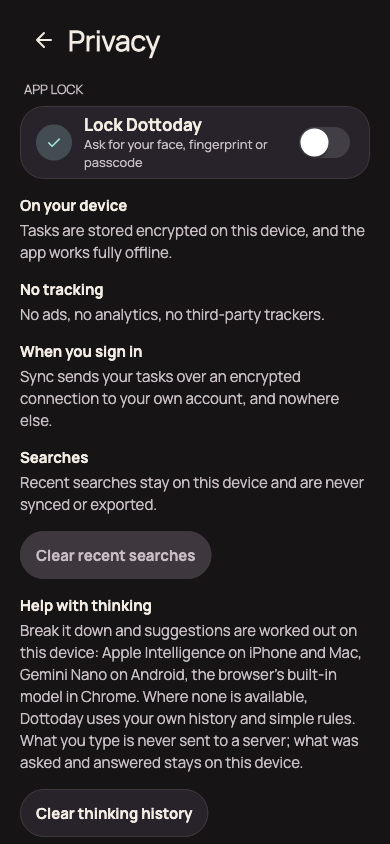 Privacy
APP LOCK
Lock Dottoday
Ask for your face, fingerprint or
passcode
On your device
Tasks are stored encrypted on this device, and the
app works fully offline.
No tracking
No ads, no analytics, no third-party trackers.
When you sign in
Sync sends your tasks over an encrypted
connection to your own account, and nowhere
else.
Searches
Recent searches stay on this device and are never
synced or exported.
Clear recent searches
Help with thinking
Break it down and suggestions are worked out on
this device: Apple Intelligence on iPhone and Mac,
Gemini Nano on Android, the browser's built-in
model in Chrome. Where none is available,
Dottoday uses your own history and simple rules.
What you type is never sent to a server; what was
asked and answered stays on this device.
Clear thinking history